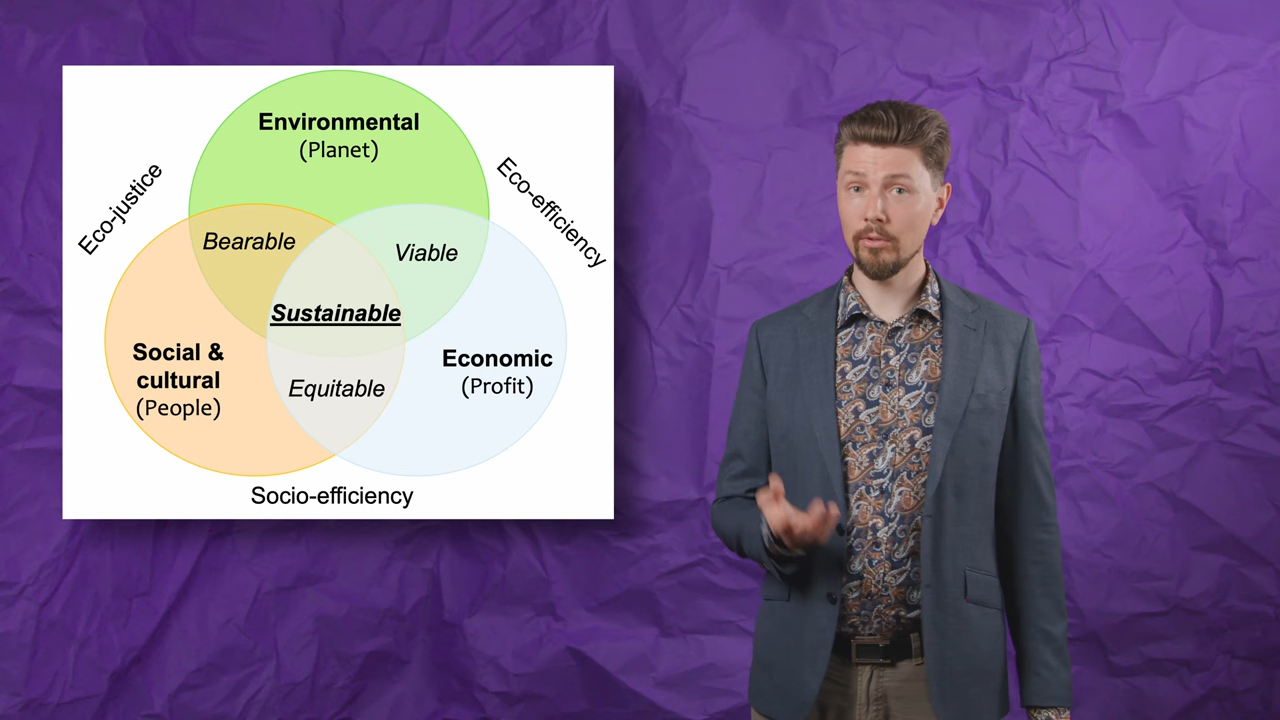 Environmental
(Planet)
Eco-justice
Eco-efficiency
Bearable
Viable
Sustainable
Social &
cultural
(People)
Economic
(Profit)
Equitable
Socio-efficiency